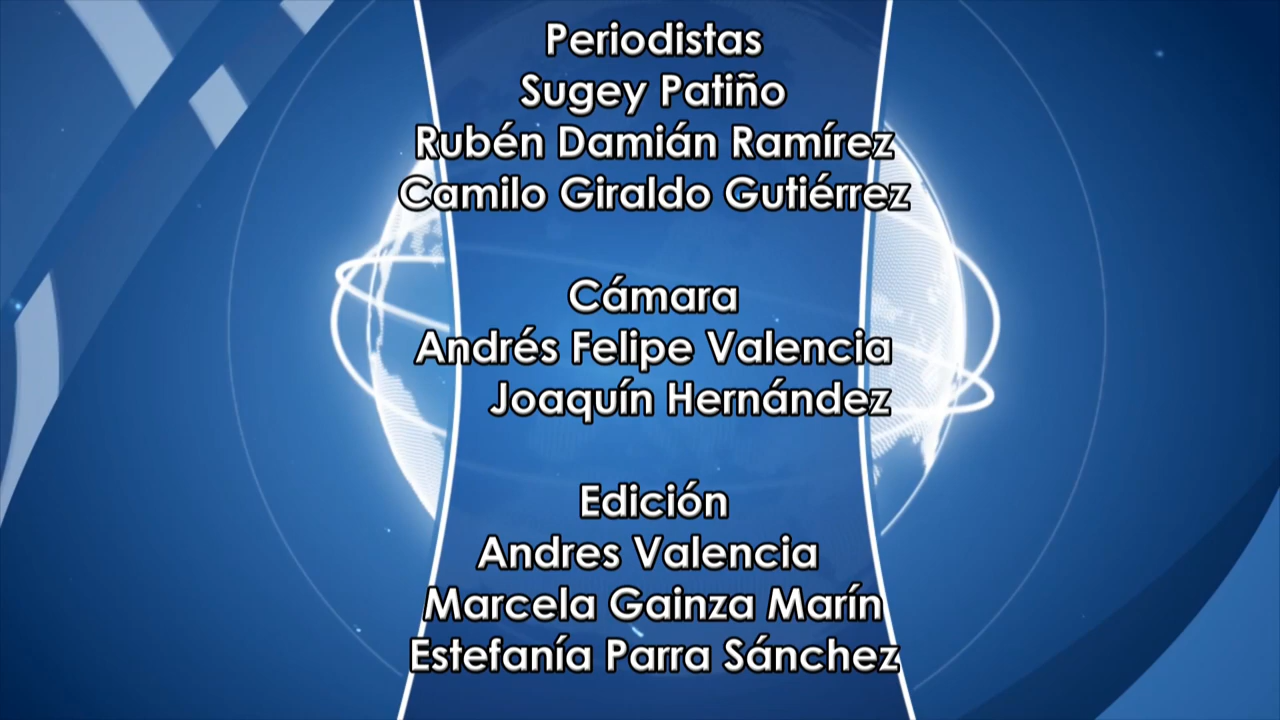 Periodistas
Sugey Patiño
Rubén Damián Ramírez
Camilo Giraldo Gutiérrez
Cámara
Andrés Felipe Valencia
Joaquín Hernández
Edición
Andres Valencia
Marcela Gainza Marín
Estefanía Parra Sánchez